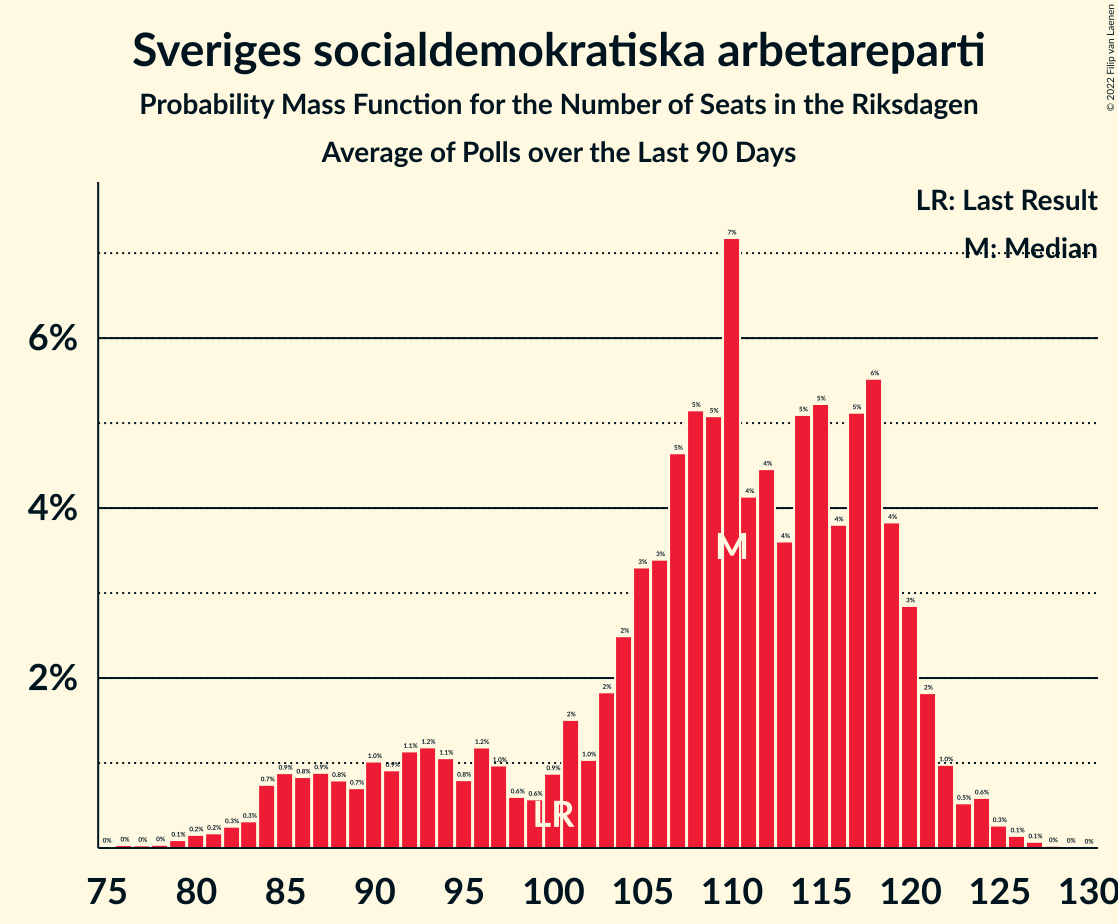 Sveriges socialdemokratiska arbetareparti
Probability Mass Function for the Number of Seats in the Riksdagen
Average of Polls over the Last 90 Days
© 2022 Filip van Laenen
LR: Last Result
M: Median
6%
4%
2%
0% 0% 0% 0% 0.1% 0.2% 0.2% 0.3% 0.3% 0.7% 0.9% 0.8% 0.9% 0.8% 0.7% 1.0% 0.9% 1.1% 1.2% 1.1% 0.8% 1.2% 1.0% 0.6% 0.6% 0.9% 2% 1.0% 2% 2% 3% 3% 5% 5% 5% 7% 4% 4% 4% 5% 5% 4% 5% 6% 4% 3% 2% 1.0% 0.5% 0.6% 0.3% 0.1% 0.1% 0% 0% 0%
M
LR
75 80 85 90 95 100 105 110 115 120 125 130